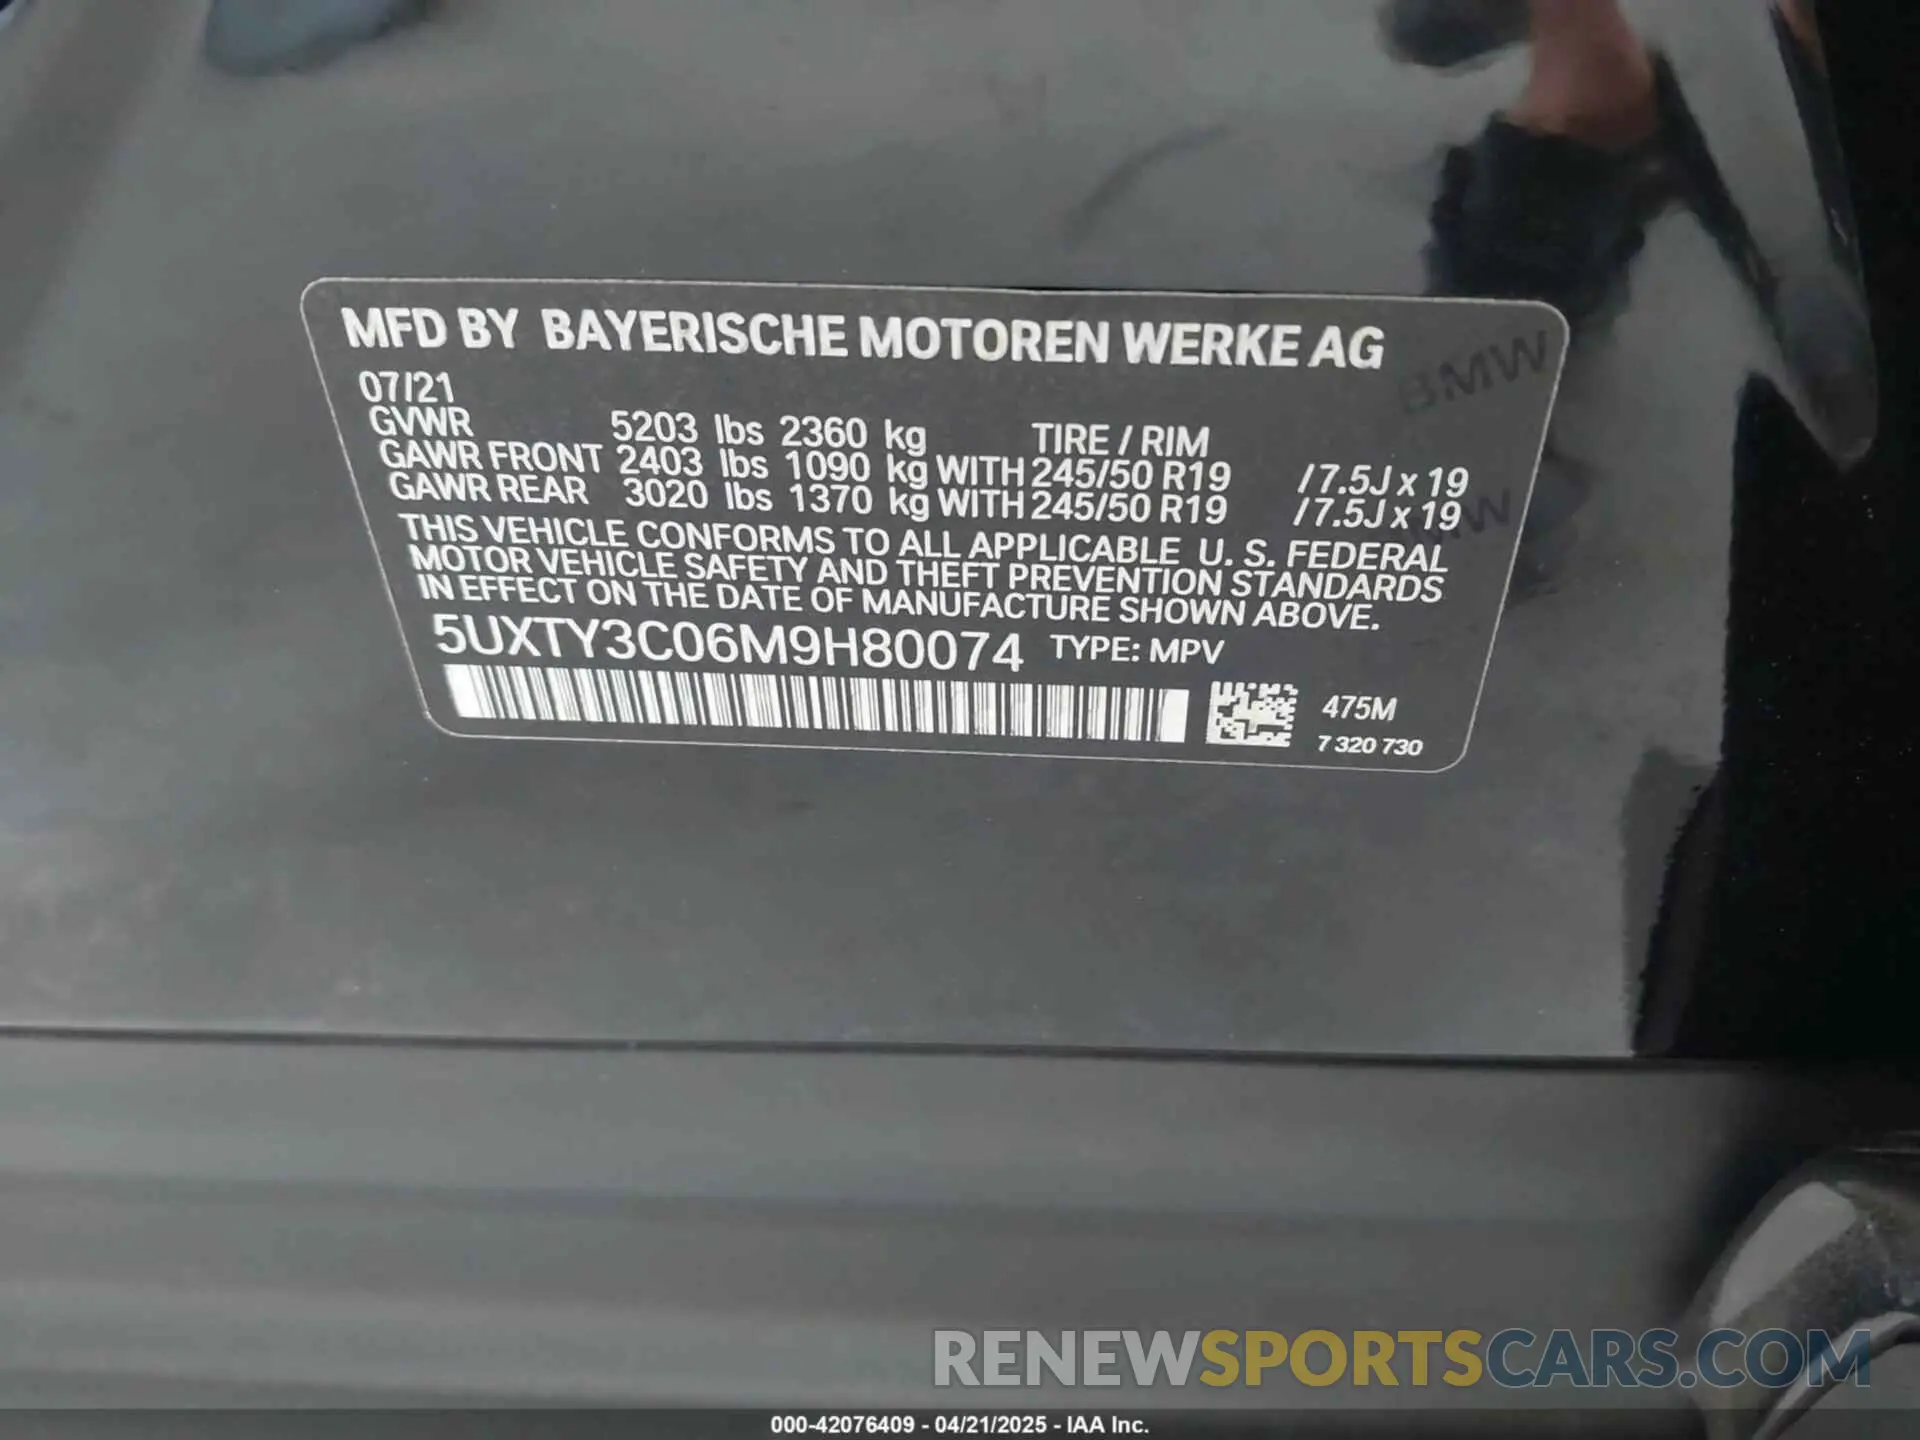 MFD BY BAYERISCHE MOTOREN WERKE AG
BMW
07/21
GVWR 5203 lbs 2360 kg TIRE / RIM
GAWR FRONT 2403 lbs 1090 kg WITH 245/50 R19 / 7.5J x 19
GAWR REAR 3020 lbs 1370 kg WITH 245/50 R19 / 7.5J x 19
THIS VEHICLE CONFORMS TO ALL APPLICABLE U. S. FEDERAL
MOTOR VEHICLE SAFETY AND THEFT PREVENTION STANDARDS
IN EFFECT ON THE DATE OF MANUFACTURE SHOWN ABOVE.
5UXTY3C06M9H80074 TYPE: MPV
475M
7 320 730
RENEWSPORTSCARS.COM
000-42076409 - 04/21/2025 - IAA Inc.